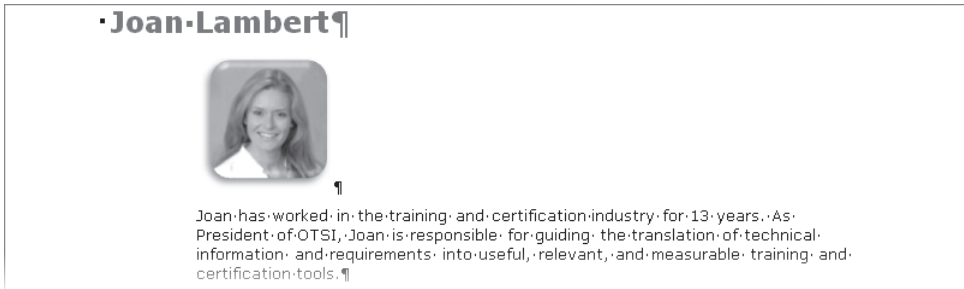 Joan·Lambert¶
¶
Joan·has·worked·in·the·training·and·certification·industry·for·13·years.·As·
President·of·OTSI,·Joan·is·responsible·for·guiding·the·translation·of·technical·
information·and·requirements·into·useful,·relevant,·and·measurable·training·and·
certification·tools.¶